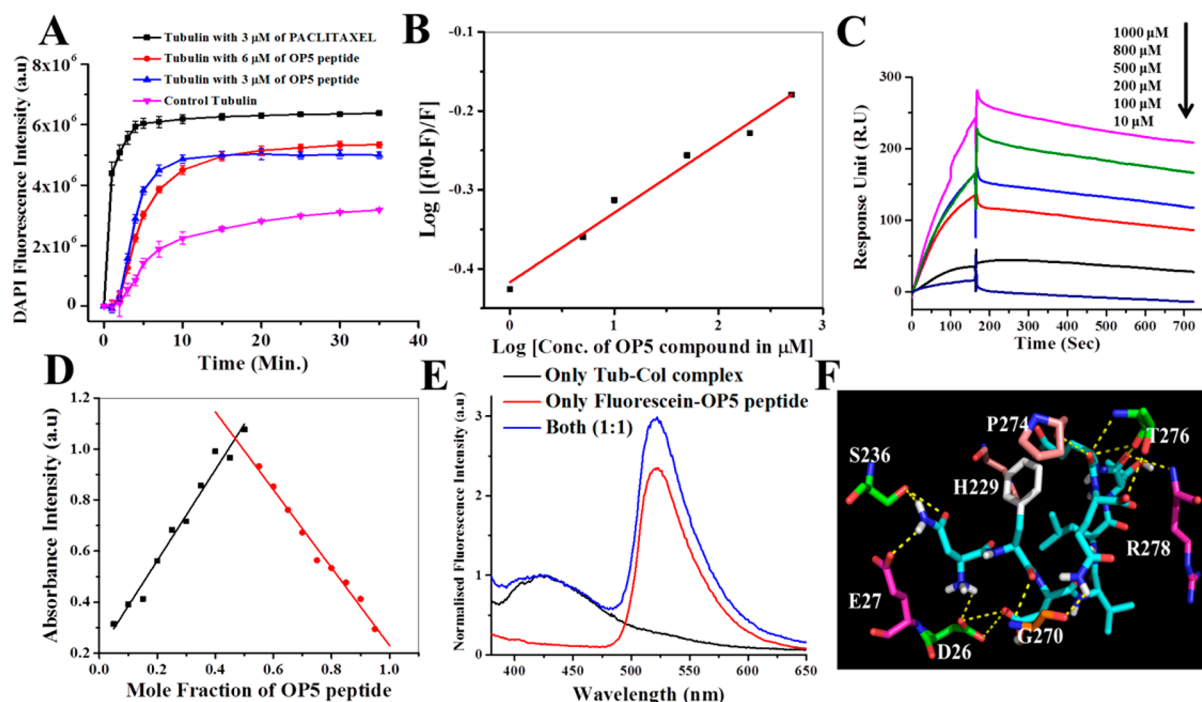 A
Tubulin with 3 µM of PACLITAXEL
Tubulin with 6 µM of OP5 peptide
Tubulin with 3 µM of OP5 peptide
Control Tubulin
DAPI Fluorescence Intensity (a.u)
8x10⁶
6x10⁶
4x10⁶
2x10⁶
0
0 10 20 30 40
Time (Min.)
B
Log [(F0-F)/F]
-0.1
-0.2
-0.3
-0.4
0 1 2 3
Log [Conc. of OP5 compound in µM]
C
1000 µM
800 µM
500 µM
200 µM
100 µM
10 µM
Response Unit (R.U)
300
200
100
0
0 100 200 300 400 500 600 700
Time (Sec)
D
Absorbance Intensity
1.2
1.0
0.8
0.6
0.4
0.2
0.0 0.2 0.4 0.6 0.8 1.0
Mole Fraction of OP5 peptide
E
Only Tub-Col complex
Only Fluorescein-OP5 peptide
Both (1:1)
Normalised Fluorescence Intensity (a.u)
3
2
1
0
400 450 500 550 600 650
Wavelength (nm)
F
P274
T276
S236
H229
R278
E27
G270
D26